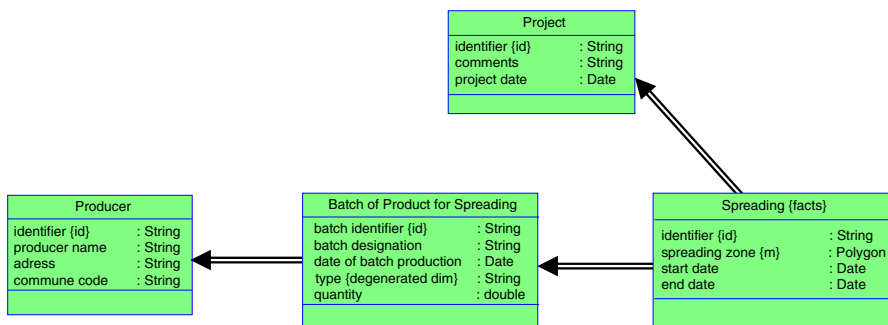 Project
identifier {id} : String
comments : String
project date : Date
Producer
identifier {id} : String
producer name : String
adress : String
commune code : String
Batch of Product for Spreading
batch identifier {id} : String
batch designation : String
date of batch production : Date
type {degenerated dim} : String
quantity : double
Spreading {facts}
identifier {id} : String
spreading zone {m} : Polygon
start date : Date
end date : Date